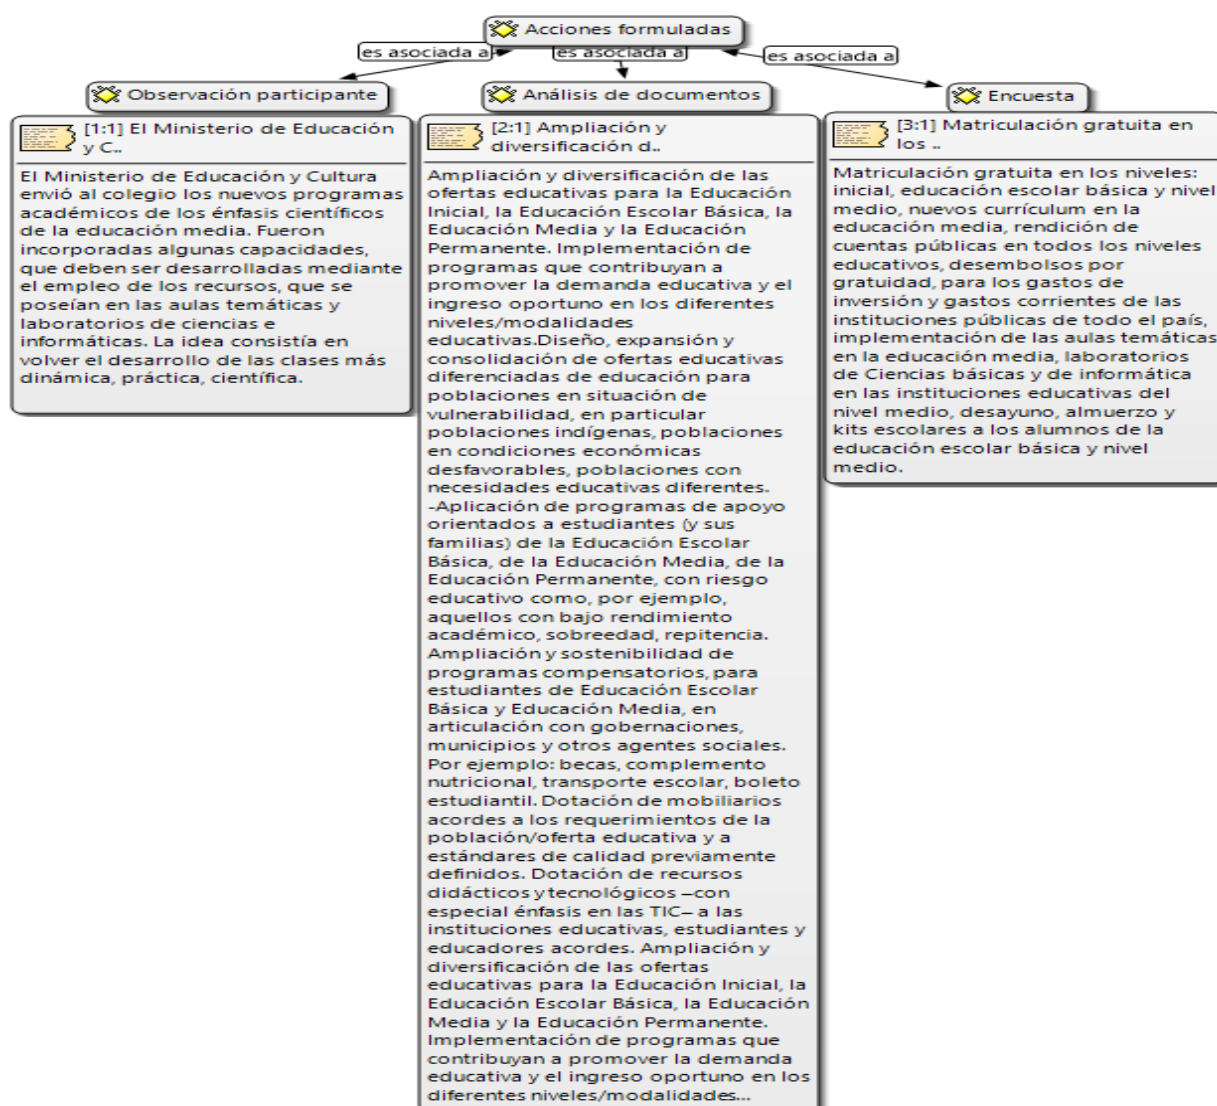 Acciones formuladas
es asociada a
es asociada a
es asociada a
Observación participante
[1:1] El Ministerio de Educación
y C..
El Ministerio de Educación y Cultura
envió al colegio los nuevos programas
académicos de los énfasis científicos
de la educación media. Fueron
incorporadas algunas capacidades,
que deben ser desarrolladas mediante
el empleo de los recursos, que se
poseían en las aulas temáticas y
laboratorios de ciencias e
informáticas. La idea consistía en
volver el desarrollo de las clases más
dinámica, práctica, científica.
Análisis de documentos
[2:1] Ampliación y
diversificación d..
Ampliación y diversificación de las
ofertas educativas para la Educación
Inicial, la Educación Escolar Básica, la
Educación Media y la Educación
Permanente. Implementación de
programas que contribuyan a
promover la demanda educativa y el
ingreso oportuno en los diferentes
niveles/modalidades
educativas.Diseño, expansión y
consolidación de ofertas educativas
diferenciadas de educación para
poblaciones en situación de
vulnerabilidad, en particular
poblaciones indígenas, poblaciones
en condiciones económicas
desfavorables, poblaciones con
necesidades educativas diferentes.
-Aplicación de programas de apoyo
orientados a estudiantes (y sus
familias) de la Educación Escolar
Básica, de la Educación Media, de la
Educación Permanente, con riesgo
educativo como, por ejemplo,
aquellos con bajo rendimiento
académico, sobreedad, repitencia.
Ampliación y sostenibilidad de
programas compensatorios, para
estudiantes de Educación Escolar
Básica y Educación Media, en
articulación con gobernaciones,
municipios y otros agentes sociales.
Por ejemplo: becas, complemento
nutricional, transporte escolar, boleto
estudiantil. Dotación de mobiliarios
acordes a los requerimientos de la
población/oferta educativa y a
estándares de calidad previamente
definidos. Dotación de recursos
didácticos y tecnológicos –con
especial énfasis en las TIC– a las
instituciones educativas, estudiantes y
educadores acordes. Ampliación y
diversificación de las ofertas
educativas para la Educación Inicial, la
Educación Escolar Básica, la Educación
Media y la Educación Permanente.
Implementación de programas que
contribuyan a promover la demanda
educativa y el ingreso oportuno en los
diferentes niveles/modalidades...
Encuesta
[3:1] Matriculación gratuita en
los ..
Matriculación gratuita en los niveles:
inicial, educación escolar básica y nivel
medio, nuevos currículum en la
educación media, rendición de
cuentas públicas en todos los niveles
educativos, desembolsos por
gratuidad, para los gastos de
inversión y gastos corrientes de las
instituciones públicas de todo el país,
implementación de las aulas temáticas
en la educación media, laboratorios
de Ciencias básicas y de informática
en las instituciones educativas del
nivel medio, desayuno, almuerzo y
kits escolares a los alumnos de la
educación escolar básica y nivel
medio.